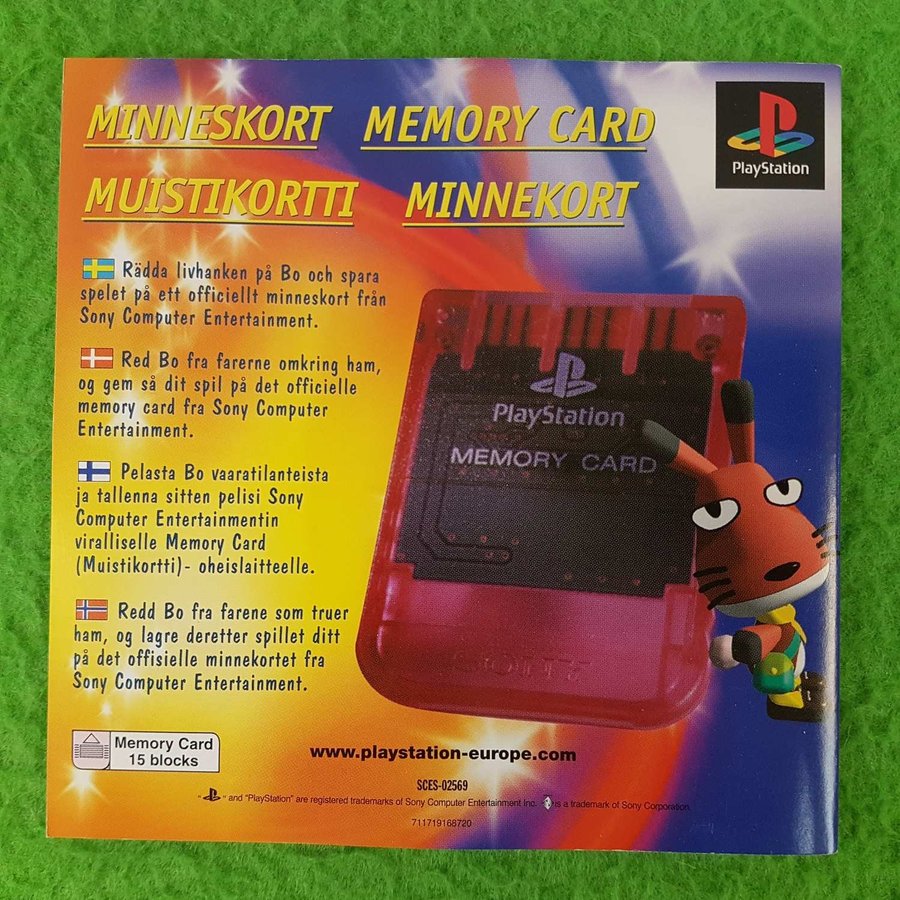 MINNESKORT MEMORY CARD
PlayStation
MUISTIKORTTI MINNEKORT
Rädda livhanken på Bo och spara
spelet på ett officiellt minneskort från
Sony Computer Entertainment.
Red Bo fra farerne omkring ham,
og gem så dit spil på det officielle
memory card fra Sony Computer
Entertainment.
Pelasta Bo vaaratilanteista
ja tallenna sitten pelisi Sony
Computer Entertainmentin
viralliselle Memory Card
(Muistikortti)- oheislaitteelle.
Redd Bo fra farene som truer
ham, og lagre deretter spillet ditt
på det offisielle minnekortet fra
Sony Computer Entertainment.
PlayStation
MEMORY CARD
SONY
Memory Card
15 blocks
www.playstation-europe.com
SCES-02569
" " and "PlayStation" are registered trademarks of Sony Computer Entertainment Inc. is a trademark of Sony Corporation.
711719168720